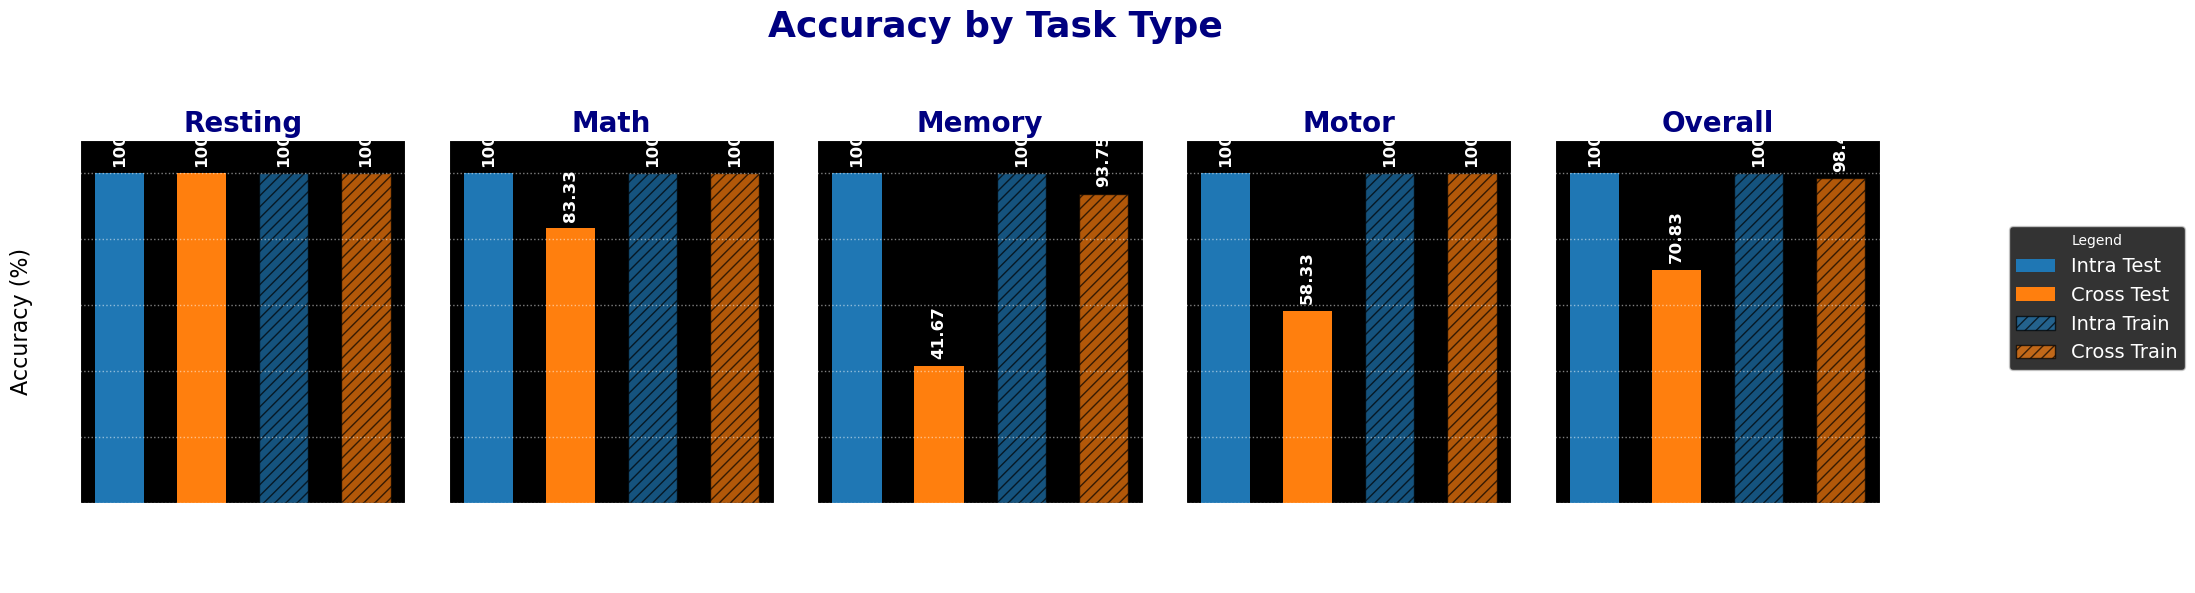 Accuracy by Task Type
Resting
Math
Memory
Motor
Overall
Accuracy (%)
100
100
100
100
100
83.33
100
100
100
41.67
100
93.75
100
58.33
100
100
100
70.83
100
98.4
Legend
Intra Test
Cross Test
Intra Train
Cross Train